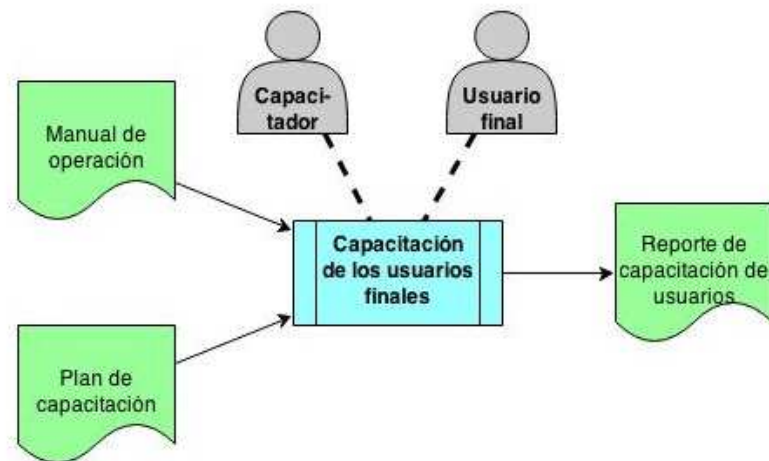 Capaci-
tador
Usuario
final
Manual de
operación
Capacitación
de los usuarios
finales
Reporte de
capacitación de
usuarios
Plan de
capacitación